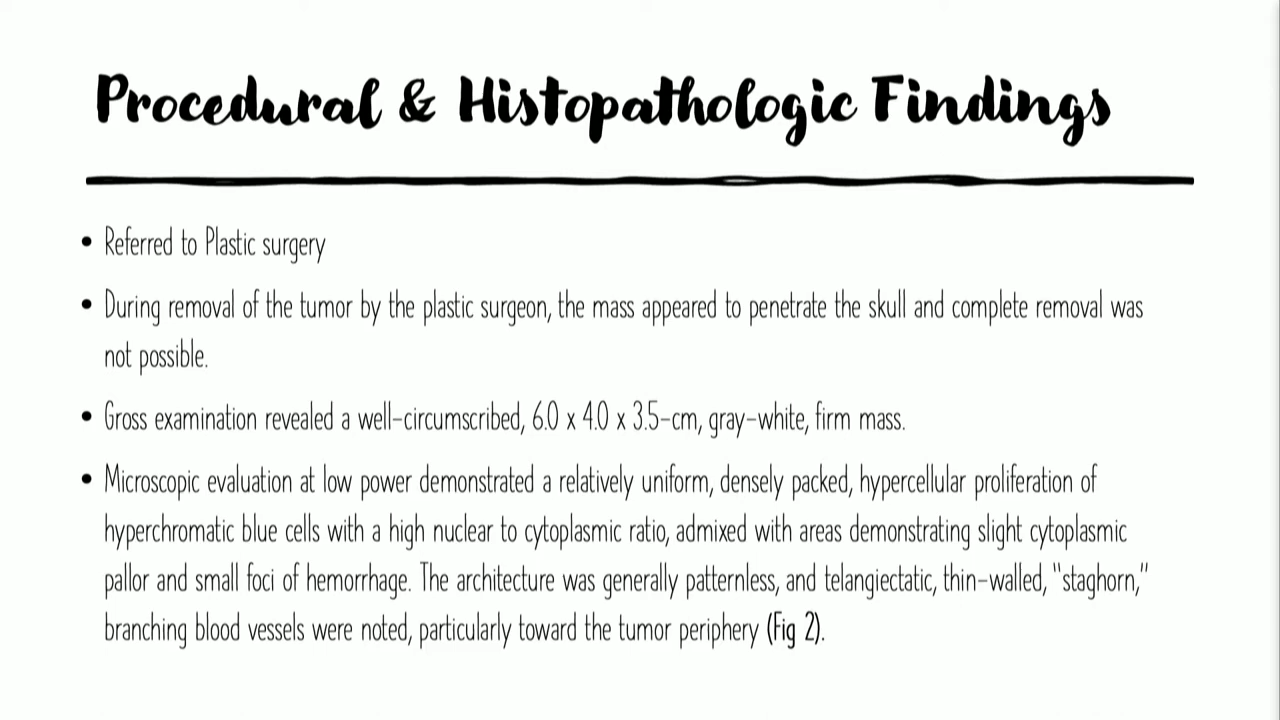 Procedural & Histopathologic Findings
• Referred to Plastic surgery
• During removal of the tumor by the plastic surgeon, the mass appeared to penetrate the skull and complete removal was
not possible.
• Gross examination revealed a well-circumscribed, 6.0 x 4.0 x 3.5-cm, gray-white, firm mass.
• Microscopic evaluation at low power demonstrated a relatively uniform, densely packed, hypercellular proliferation of
hyperchromatic blue cells with a high nuclear to cytoplasmic ratio, admixed with areas demonstrating slight cytoplasmic
pallor and small foci of hemorrhage. The architecture was generally patternless, and telangiectatic, thin-walled, "staghorn,"
branching blood vessels were noted, particularly toward the tumor periphery (Fig 2).